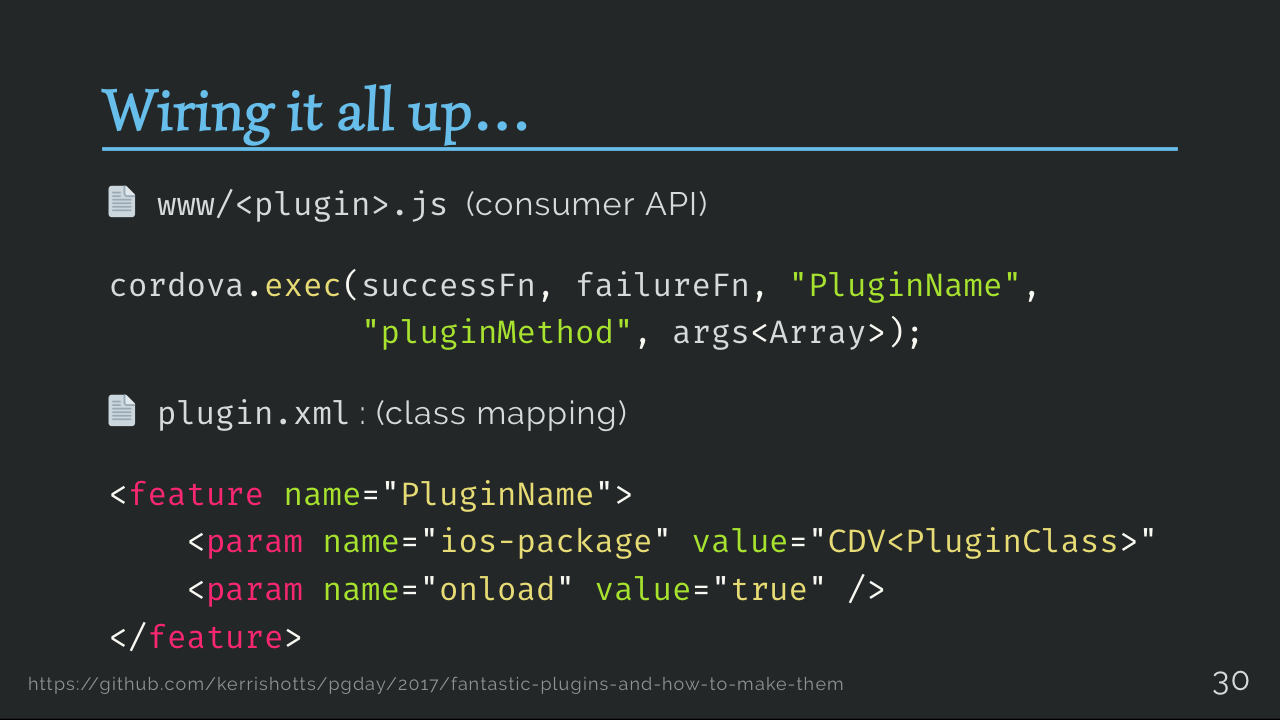 Wiring it all up…
www/<plugin>.js (consumer API)
cordova.exec(successFn, failureFn, "PluginName",
"pluginMethod", args<Array>);
plugin.xml : (class mapping)
<feature name="PluginName">
<param name="ios-package" value="CDV<PluginClass>"
<param name="onload" value="true" />
</feature>
https://github.com/kerrishotts/pgday/2017/fantastic-plugins-and-how-to-make-them
30